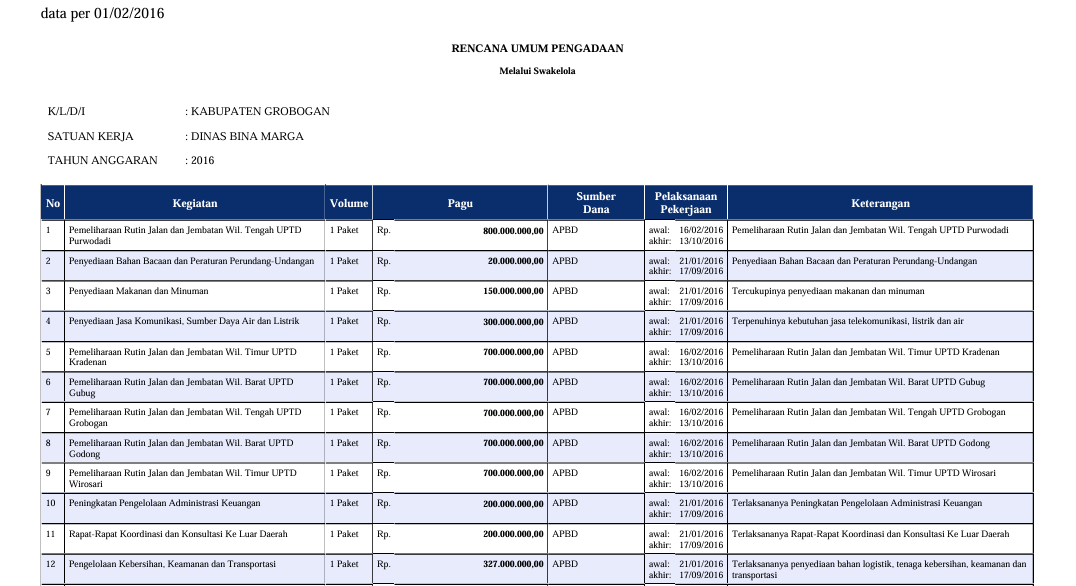 data per 01/02/2016
RENCANA UMUM PENGADAAN
Melalui Swakelola
K/L/D/I : KABUPATEN GROBOGAN
SATUAN KERJA : DINAS BINA MARGA
TAHUN ANGGARAN : 2016
No Kegiatan Volume Pagu Sumber Dana Pelaksanaan Pekerjaan Keterangan
1 Pemeliharaan Rutin Jalan dan Jembatan Wil. Tengah UPTD Purwodadi 1 Paket Rp. 800.000.000,00 APBD awal: 16/02/2016 akhir: 13/10/2016 Pemeliharaan Rutin Jalan dan Jembatan Wil. Tengah UPTD Purwodadi
2 Penyediaan Bahan Bacaan dan Peraturan Perundang-Undangan 1 Paket Rp. 20.000.000,00 APBD awal: 21/01/2016 akhir: 17/09/2016 Penyediaan Bahan Bacaan dan Peraturan Perundang-Undangan
3 Penyediaan Makanan dan Minuman 1 Paket Rp. 150.000.000,00 APBD awal: 21/01/2016 akhir: 17/09/2016 Tercukupinya penyediaan makanan dan minuman
4 Penyediaan Jasa Komunikasi, Sumber Daya Air dan Listrik 1 Paket Rp. 300.000.000,00 APBD awal: 21/01/2016 akhir: 17/09/2016 Terpenuhinya kebutuhan jasa telekomunikasi, listrik dan air
5 Pemeliharaan Rutin Jalan dan Jembatan Wil. Timur UPTD Kradenan 1 Paket Rp. 700.000.000,00 APBD awal: 16/02/2016 akhir: 13/10/2016 Pemeliharaan Rutin Jalan dan Jembatan Wil. Timur UPTD Kradenan
6 Pemeliharaan Rutin Jalan dan Jembatan Wil. Barat UPTD Gubug 1 Paket Rp. 700.000.000,00 APBD awal: 16/02/2016 akhir: 13/10/2016 Pemeliharaan Rutin Jalan dan Jembatan Wil. Barat UPTD Gubug
7 Pemeliharaan Rutin Jalan dan Jembatan Wil. Tengah UPTD Grobogan 1 Paket Rp. 700.000.000,00 APBD awal: 16/02/2016 akhir: 13/10/2016 Pemeliharaan Rutin Jalan dan Jembatan Wil. Tengah UPTD Grobogan
8 Pemeliharaan Rutin Jalan dan Jembatan Wil. Barat UPTD Godong 1 Paket Rp. 700.000.000,00 APBD awal: 16/02/2016 akhir: 13/10/2016 Pemeliharaan Rutin Jalan dan Jembatan Wil. Barat UPTD Godong
9 Pemeliharaan Rutin Jalan dan Jembatan Wil. Timur UPTD Wirosari 1 Paket Rp. 700.000.000,00 APBD awal: 16/02/2016 akhir: 13/10/2016 Pemeliharaan Rutin Jalan dan Jembatan Wil. Timur UPTD Wirosari
10 Peningkatan Pengelolaan Administrasi Keuangan 1 Paket Rp. 200.000.000,00 APBD awal: 21/01/2016 akhir: 17/09/2016 Terlaksananya Peningkatan Pengelolaan Administrasi Keuangan
11 Rapat-Rapat Koordinasi dan Konsultasi Ke Luar Daerah 1 Paket Rp. 200.000.000,00 APBD awal: 21/01/2016 akhir: 17/09/2016 Terlaksananya Rapat-Rapat Koordinasi dan Konsultasi Ke Luar Daerah
12 Pengelolaan Kebersihan, Keamanan dan Transportasi 1 Paket Rp. 327.000.000,00 APBD awal: 21/01/2016 akhir: 17/09/2016 Terlaksananya penyediaan bahan logistik, tenaga kebersihan, keamanan dan transportasi